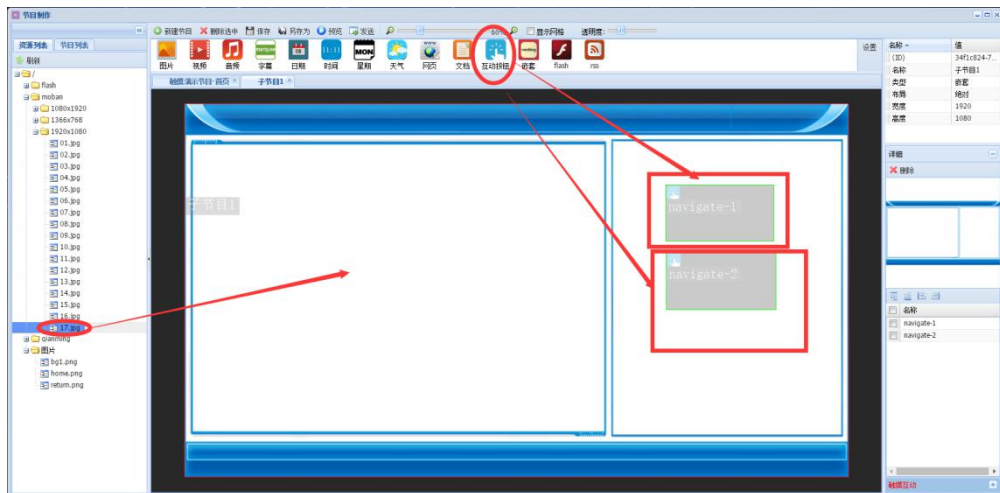 节目制作
资源列表 节目列表
刷新
/
flash
moban
1080x1920
1366x768
1920x1080
01.jpg
02.jpg
03.jpg
04.jpg
05.jpg
06.jpg
07.jpg
08.jpg
09.jpg
10.jpg
11.jpg
12.jpg
13.jpg
14.jpg
15.jpg
16.jpg
17.jpg
qianming
图片
bg1.png
home.png
return.png
新建节目 删除选中 保存 另存为 预览 发送 60% 显示网格 透明度:
图片 视频 音频 字幕 日期 时间 星期 天气 网页 文档 互动按钮 嵌套 flash rss
设置
触摸演示节目-首页 子节目1
子节目1
navigate-1
navigate-2
名称 值
(ID) 34f1c824-7...
名称 子节目1
类型 嵌套
布局 绝对
宽度 1920
高度 1080
详细
删除
名称
navigate-1
navigate-2
触摸互动